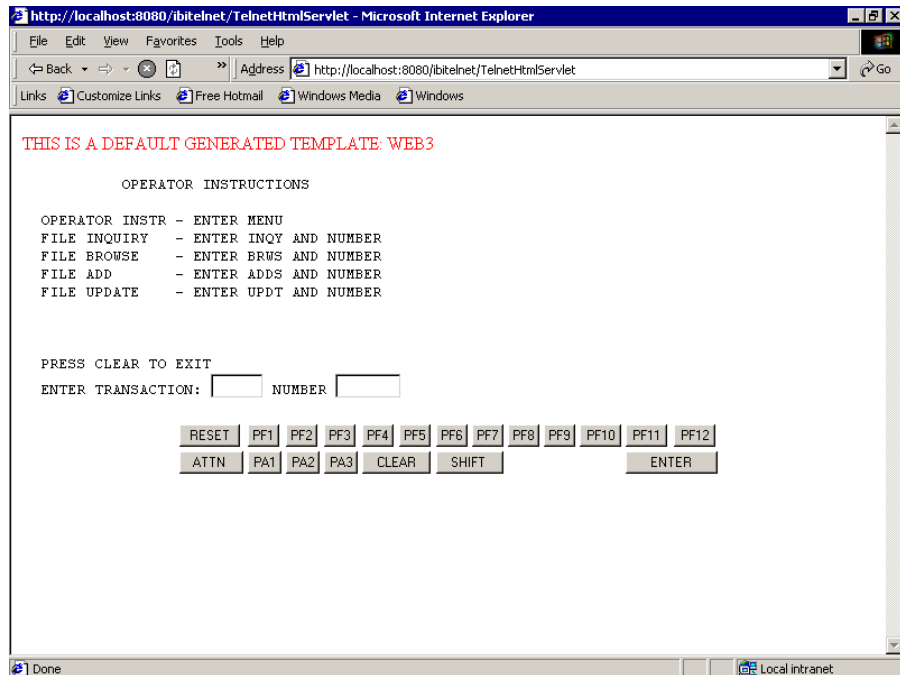 http://localhost:8080/ibitelnet/TelnetHtmlServlet - Microsoft Internet Explorer
File Edit View Favorites Tools Help
Back » Address http://localhost:8080/ibitelnet/TelnetHtmlServlet Go
Links Customize Links Free Hotmail Windows Media Windows
THIS IS A DEFAULT GENERATED TEMPLATE: WEB3
OPERATOR INSTRUCTIONS
OPERATOR INSTR - ENTER MENU
FILE INQUIRY - ENTER INQY AND NUMBER
FILE BROWSE - ENTER BRWS AND NUMBER
FILE ADD - ENTER ADDS AND NUMBER
FILE UPDATE - ENTER UPDT AND NUMBER
PRESS CLEAR TO EXIT
ENTER TRANSACTION: NUMBER
RESET PF1 PF2 PF3 PF4 PF5 PF6 PF7 PF8 PF9 PF10 PF11 PF12
ATTN PA1 PA2 PA3 CLEAR SHIFT ENTER
Done Local intranet